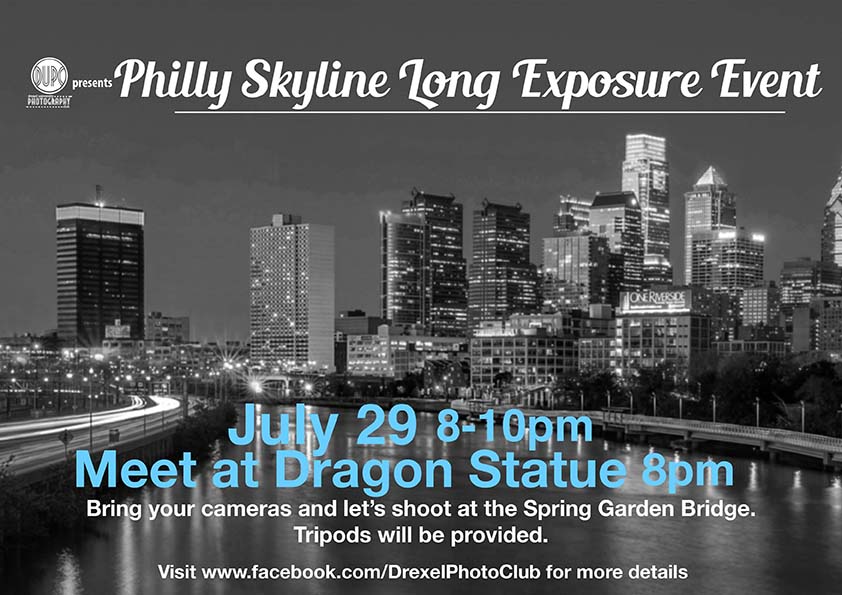 DUPC
presents
Philly Skyline Long Exposure Event
PHOTOGRAPHY
ONE RIVERSIDE
July 29 8-10pm
Meet at Dragon Statue 8pm
Bring your cameras and let's shoot at the Spring Garden Bridge.
Tripods will be provided.
Visit www.facebook.com/DrexelPhotoClub for more details